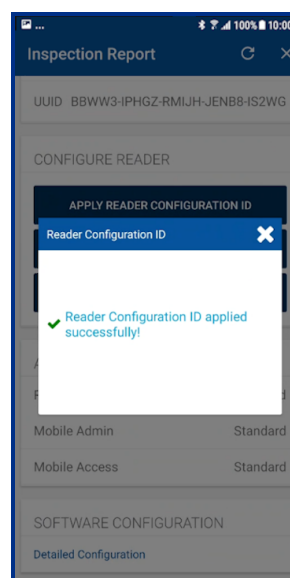 ... 100% 10:00
Inspection Report
UUID BBWW3-IPHGZ-RMIJH-JENB8-IS2WG
CONFIGURE READER
APPLY READER CONFIGURATION ID
Reader Configuration ID
Reader Configuration ID applied
successfully!
Mobile Admin Standard
Mobile Access Standard
SOFTWARE CONFIGURATION
Detailed Configuration